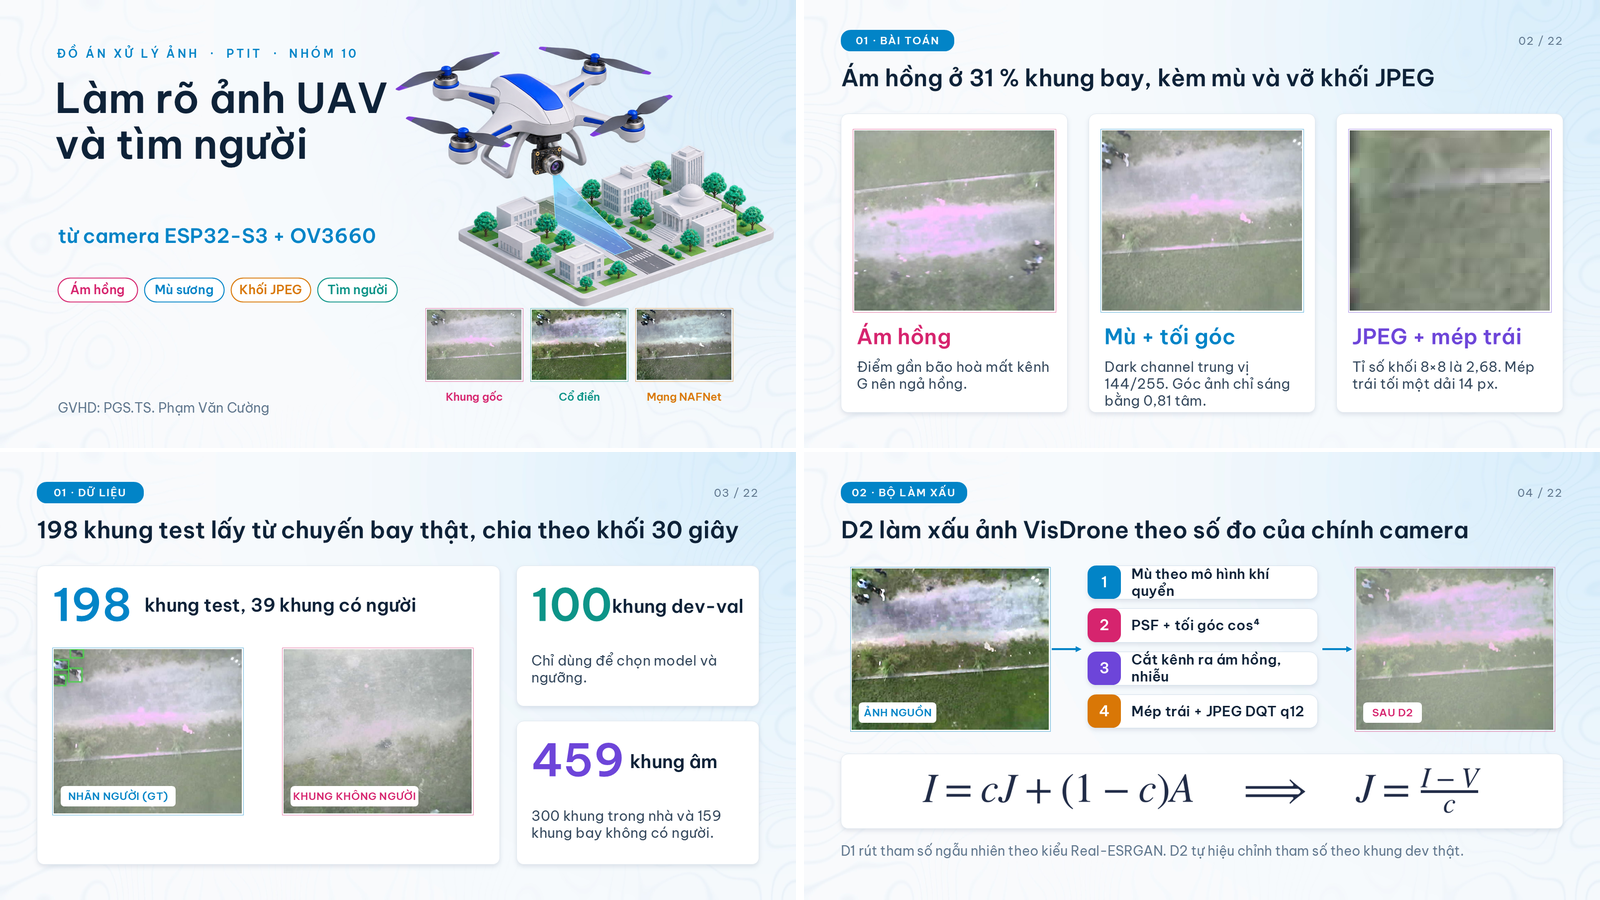 ĐỒ ÁN XỬ LÝ ẢNH · PTIT · NHÓM 10
Làm rõ ảnh UAV
và tìm người
từ camera ESP32-S3 + OV3660
Ám hồng
Mù sương
Khối JPEG
Tìm người
Khung gốc
Cổ điển
Mạng NAFNet
GVHD: PGS.TS. Phạm Văn Cường
01 · BÀI TOÁN
02 / 22
Ám hồng ở 31 % khung bay, kèm mù và vỡ khối JPEG
Ám hồng
Điểm gần bão hoà mất kênh
G nên ngả hồng.
Mù + tối góc
Dark channel trung vị
144/255. Góc ảnh chỉ sáng
bằng 0,81 tâm.
JPEG + mép trái
Tỉ số khối 8×8 là 2,68. Mép
trái tối một dải 14 px.
01 · DỮ LIỆU
03 / 22
198 khung test lấy từ chuyến bay thật, chia theo khối 30 giây
198 khung test, 39 khung có người
NHÃN NGƯỜI (GT)
KHUNG KHÔNG NGƯỜI
100 khung dev-val
Chỉ dùng để chọn model và
ngưỡng.
459 khung âm
300 khung trong nhà và 159
khung bay không có người.
02 · BỘ LÀM XẤU
04 / 22
D2 làm xấu ảnh VisDrone theo số đo của chính camera
ẢNH NGUỒN
1 Mù theo mô hình khí
quyển
2 PSF + tối góc cos⁴
3 Cắt kênh ra ám hồng,
nhiễu
4 Mép trái + JPEG DQT q12
SAU D2
I = cJ + (1 − c)A ⟹ J = (I − V)/c
D1 rút tham số ngẫu nhiên theo kiểu Real-ESRGAN. D2 tự hiệu chỉnh tham số theo khung dev thật.